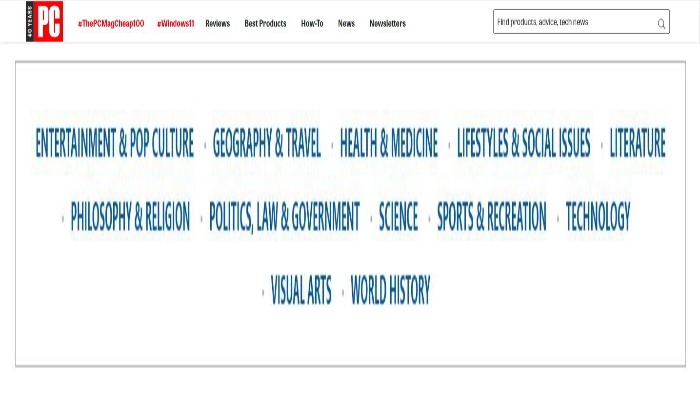 40 YEARS PC #ThePCMagCheap100 #Windows11 Reviews Best Products How-To News Newsletters Find products, advice, tech news
ENTERTAINMENT & POP CULTURE · GEOGRAPHY & TRAVEL · HEALTH & MEDICINE · LIFESTYLES & SOCIAL ISSUES · LITERATURE
· PHILOSOPHY & RELIGION · POLITICS, LAW & GOVERNMENT · SCIENCE · SPORTS & RECREATION · TECHNOLOGY
· VISUAL ARTS · WORLD HISTORY